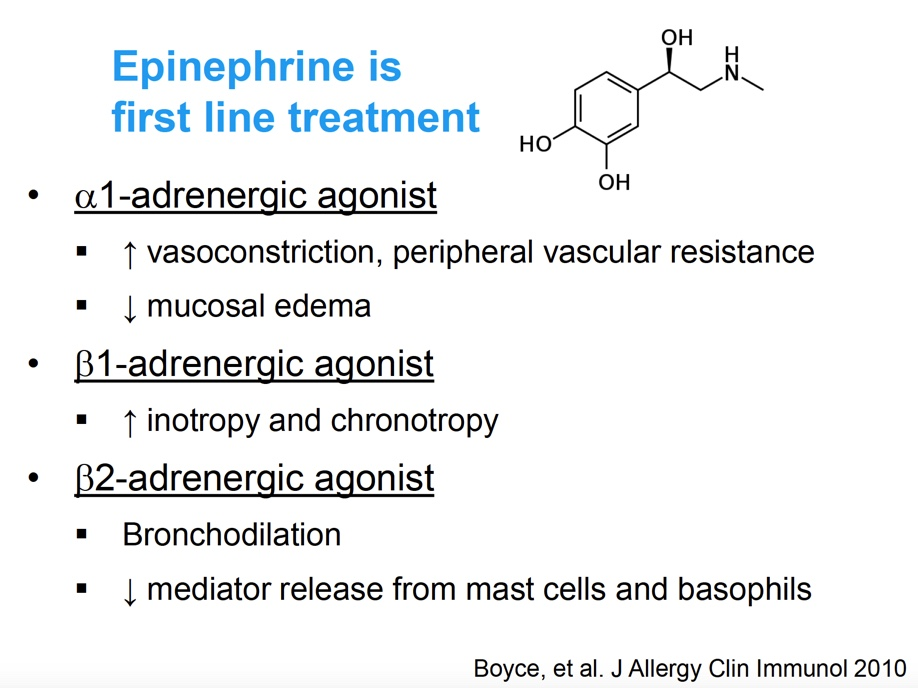 Epinephrine is
first line treatment
OH
H
N
HO
OH
• α1-adrenergic agonist
▪ ↑ vasoconstriction, peripheral vascular resistance
▪ ↓ mucosal edema
• β1-adrenergic agonist
▪ ↑ inotropy and chronotropy
• β2-adrenergic agonist
▪ Bronchodilation
▪ ↓ mediator release from mast cells and basophils
Boyce, et al. J Allergy Clin Immunol 2010